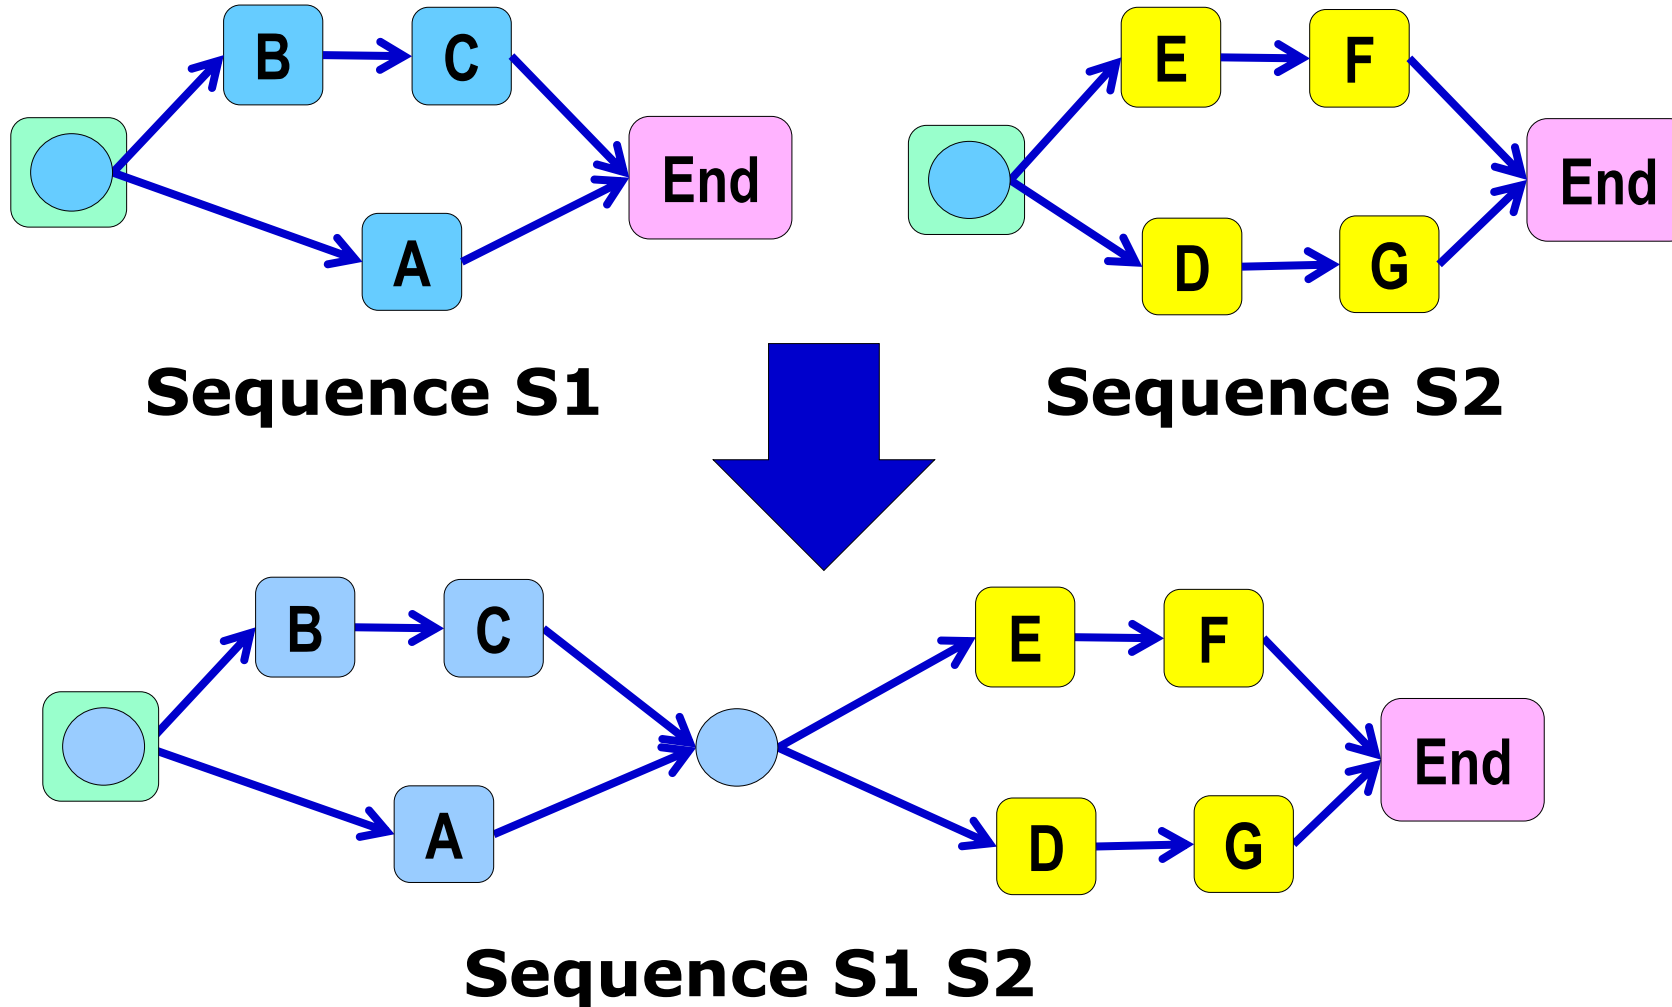 B C
End
A
Sequence S1
E F
End
D G
Sequence S2
B C
A
E F
End
D G
Sequence S1 S2